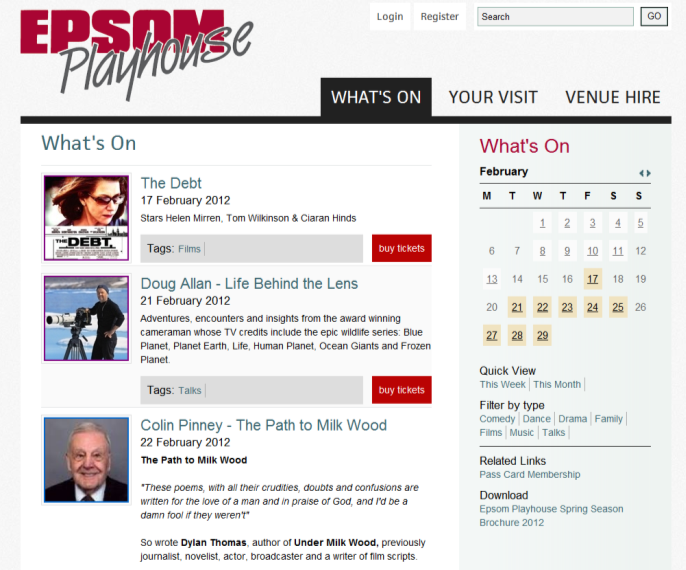 EPSOM
Playhouse
Login Register Search GO
WHAT'S ON YOUR VISIT VENUE HIRE
What's On
THE DEBT.
The Debt
17 February 2012
Stars Helen Mirren, Tom Wilkinson & Ciaran Hinds
Tags: Films buy tickets
Doug Allan - Life Behind the Lens
21 February 2012
Adventures, encounters and insights from the award winning
cameraman whose TV credits include the epic wildlife series: Blue
Planet, Planet Earth, Life, Human Planet, Ocean Giants and Frozen
Planet.
Tags: Talks buy tickets
Colin Pinney - The Path to Milk Wood
22 February 2012
The Path to Milk Wood
"These poems, with all their crudities, doubts and confusions are
written for the love of a man and in praise of God, and I'd be a
damn fool if they weren't"
So wrote Dylan Thomas, author of Under Milk Wood, previously
journalist, novelist, actor, broadcaster and a writer of film scripts.
What's On
February
M T W T F S S
1 2 3 4 5
6 7 8 9 10 11 12
13 14 15 16 17 18 19
20 21 22 23 24 25 26
27 28 29
Quick View
This Week This Month
Filter by type
Comedy Dance Drama Family
Films Music Talks
Related Links
Pass Card Membership
Download
Epsom Playhouse Spring Season
Brochure 2012